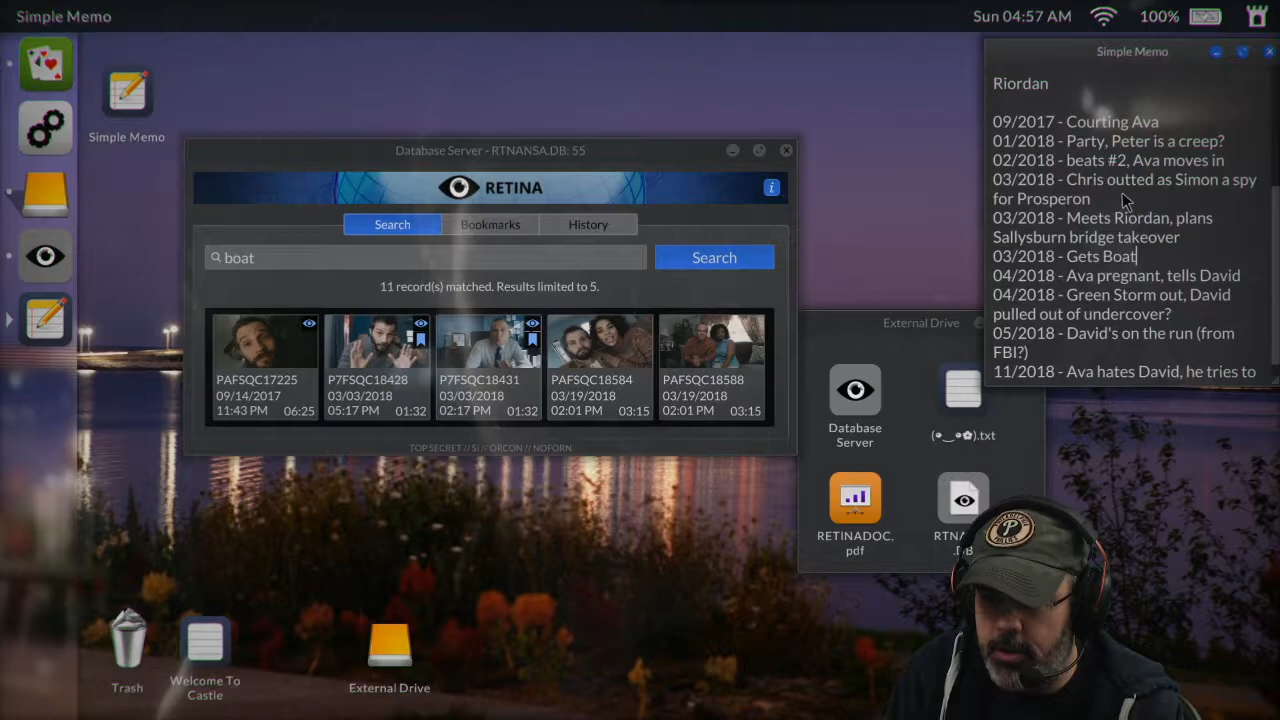 Simple Memo
Sun 04:57 AM
100%
Simple Memo
Database Server - RTNANSA.DB: 55
RETINA
i
Search
Bookmarks
History
boat
Search
11 record(s) matched. Results limited to 5.
PAFSQC17225
09/14/2017
11:43 PM 06:25
P7FSQC18428
03/03/2018
05:17 PM 01:32
P7FSQC18431
03/03/2018
02:17 PM 01:32
PAFSQC18584
03/19/2018
02:01 PM 03:15
PAFSQC18588
03/19/2018
02:01 PM 03:15
TOP SECRET // SI // ORCON // NOFORN
Simple Memo
Riordan
09/2017 - Courting Ava
01/2018 - Party, Peter is a creep?
02/2018 - beats #2, Ava moves in
03/2018 - Chris outted as Simon a spy
for Prosperon
03/2018 - Meets Riordan, plans
Sallysburn bridge takeover
03/2018 - Gets Boat
04/2018 - Ava pregnant, tells David
04/2018 - Green Storm out, David
pulled out of undercover?
05/2018 - David's on the run (from
FBI?)
11/2018 - Ava hates David, he tries to
External Drive
Database
Server
(•‿•✿).txt
RETINADOC.
pdf
RTNA
.DB
PHILADELPHIA
P
PHILLIES
Trash
Welcome To
Castle
External Drive